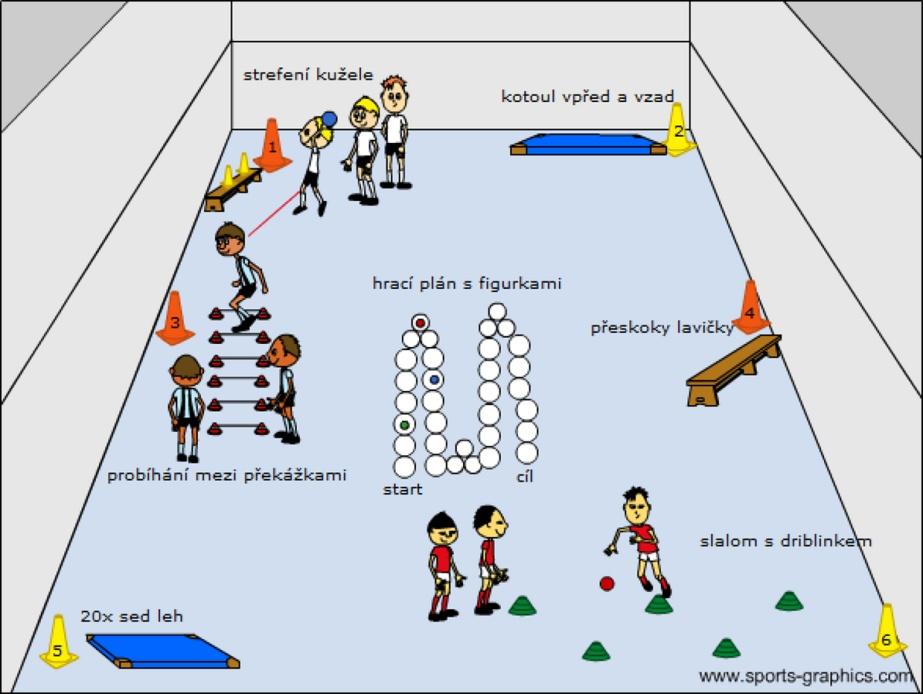 strefení kužele
kotoul vpřed a vzad
1
2
hrací plán s figurkami
3
4
přeskoky lavičky
probíhání mezi překážkami
start
cíl
slalom s driblinkem
20x sed leh
5
6
www.sports-graphics.com